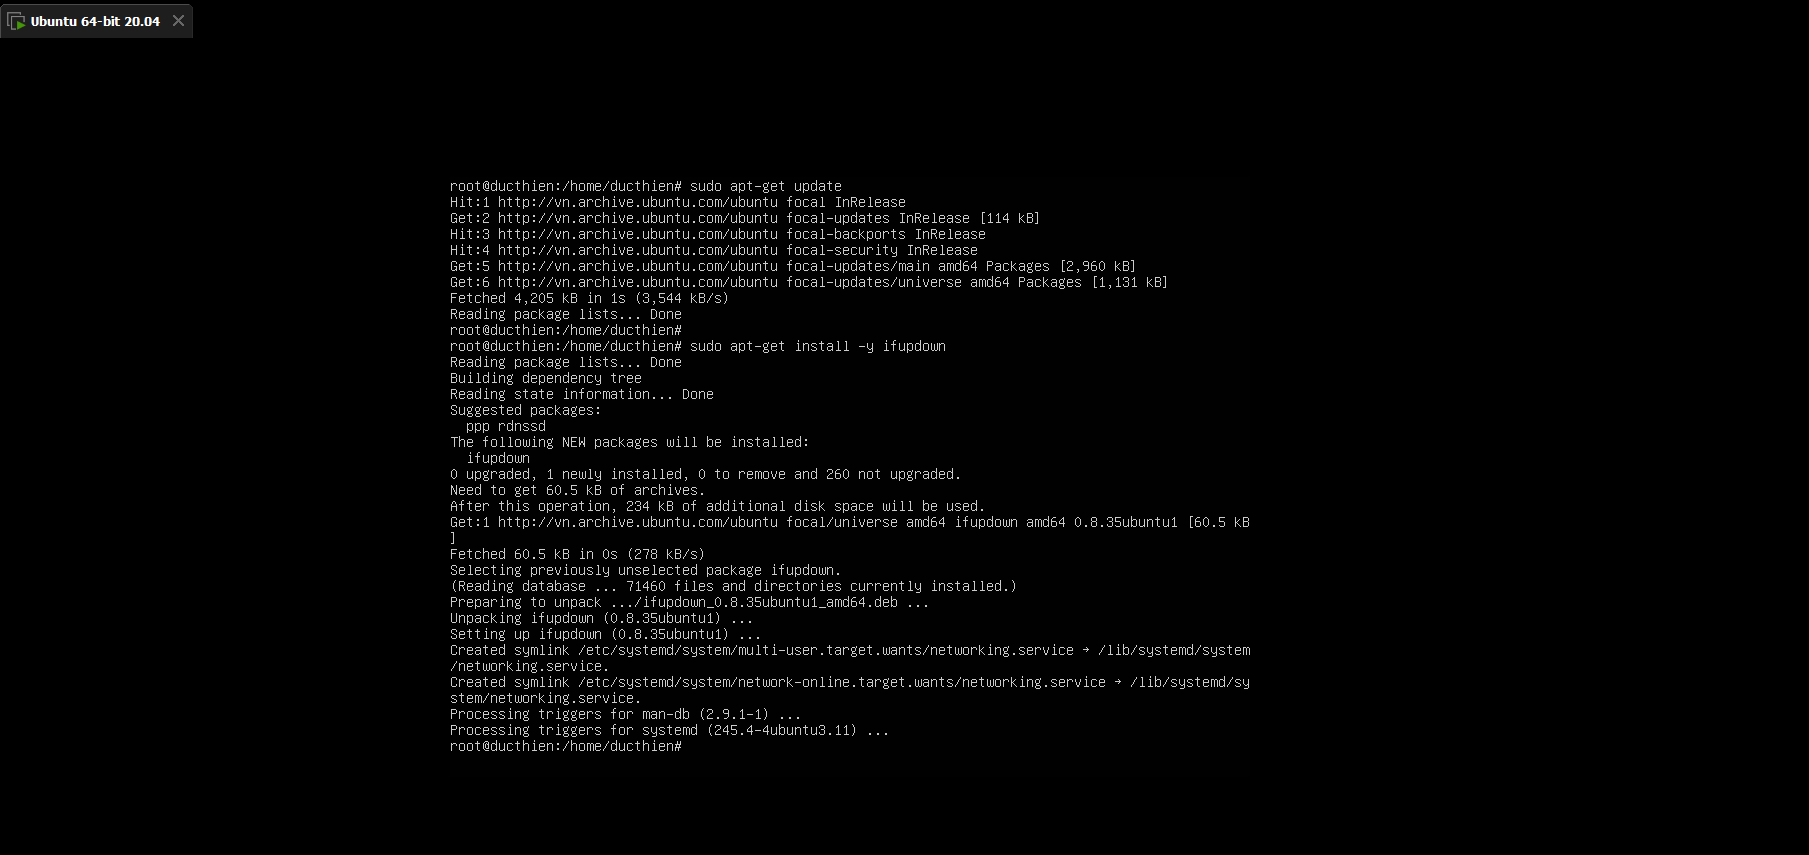 Ubuntu 64-bit 20.04
root@ducthien:/home/ducthien# sudo apt-get update
Hit:1 http://vn.archive.ubuntu.com/ubuntu focal InRelease
Get:2 http://vn.archive.ubuntu.com/ubuntu focal-updates InRelease [114 kB]
Hit:3 http://vn.archive.ubuntu.com/ubuntu focal-backports InRelease
Hit:4 http://vn.archive.ubuntu.com/ubuntu focal-security InRelease
Get:5 http://vn.archive.ubuntu.com/ubuntu focal-updates/main amd64 Packages [2,960 kB]
Get:6 http://vn.archive.ubuntu.com/ubuntu focal-updates/universe amd64 Packages [1,131 kB]
Fetched 4,205 kB in 1s (3,544 kB/s)
Reading package lists... Done
root@ducthien:/home/ducthien#
root@ducthien:/home/ducthien# sudo apt-get install -y ifupdown
Reading package lists... Done
Building dependency tree
Reading state information... Done
Suggested packages:
  ppp rdnssd
The following NEW packages will be installed:
  ifupdown
0 upgraded, 1 newly installed, 0 to remove and 260 not upgraded.
Need to get 60.5 kB of archives.
After this operation, 234 kB of additional disk space will be used.
Get:1 http://vn.archive.ubuntu.com/ubuntu focal/universe amd64 ifupdown amd64 0.8.35ubuntu1 [60.5 kB
]
Fetched 60.5 kB in 0s (278 kB/s)
Selecting previously unselected package ifupdown.
(Reading database ... 71460 files and directories currently installed.)
Preparing to unpack .../ifupdown_0.8.35ubuntu1_amd64.deb ...
Unpacking ifupdown (0.8.35ubuntu1) ...
Setting up ifupdown (0.8.35ubuntu1) ...
Created symlink /etc/systemd/system/multi-user.target.wants/networking.service → /lib/systemd/system
/networking.service.
Created symlink /etc/systemd/system/network-online.target.wants/networking.service → /lib/systemd/sy
stem/networking.service.
Processing triggers for man-db (2.9.1-1) ...
Processing triggers for systemd (245.4-4ubuntu3.11) ...
root@ducthien:/home/ducthien#